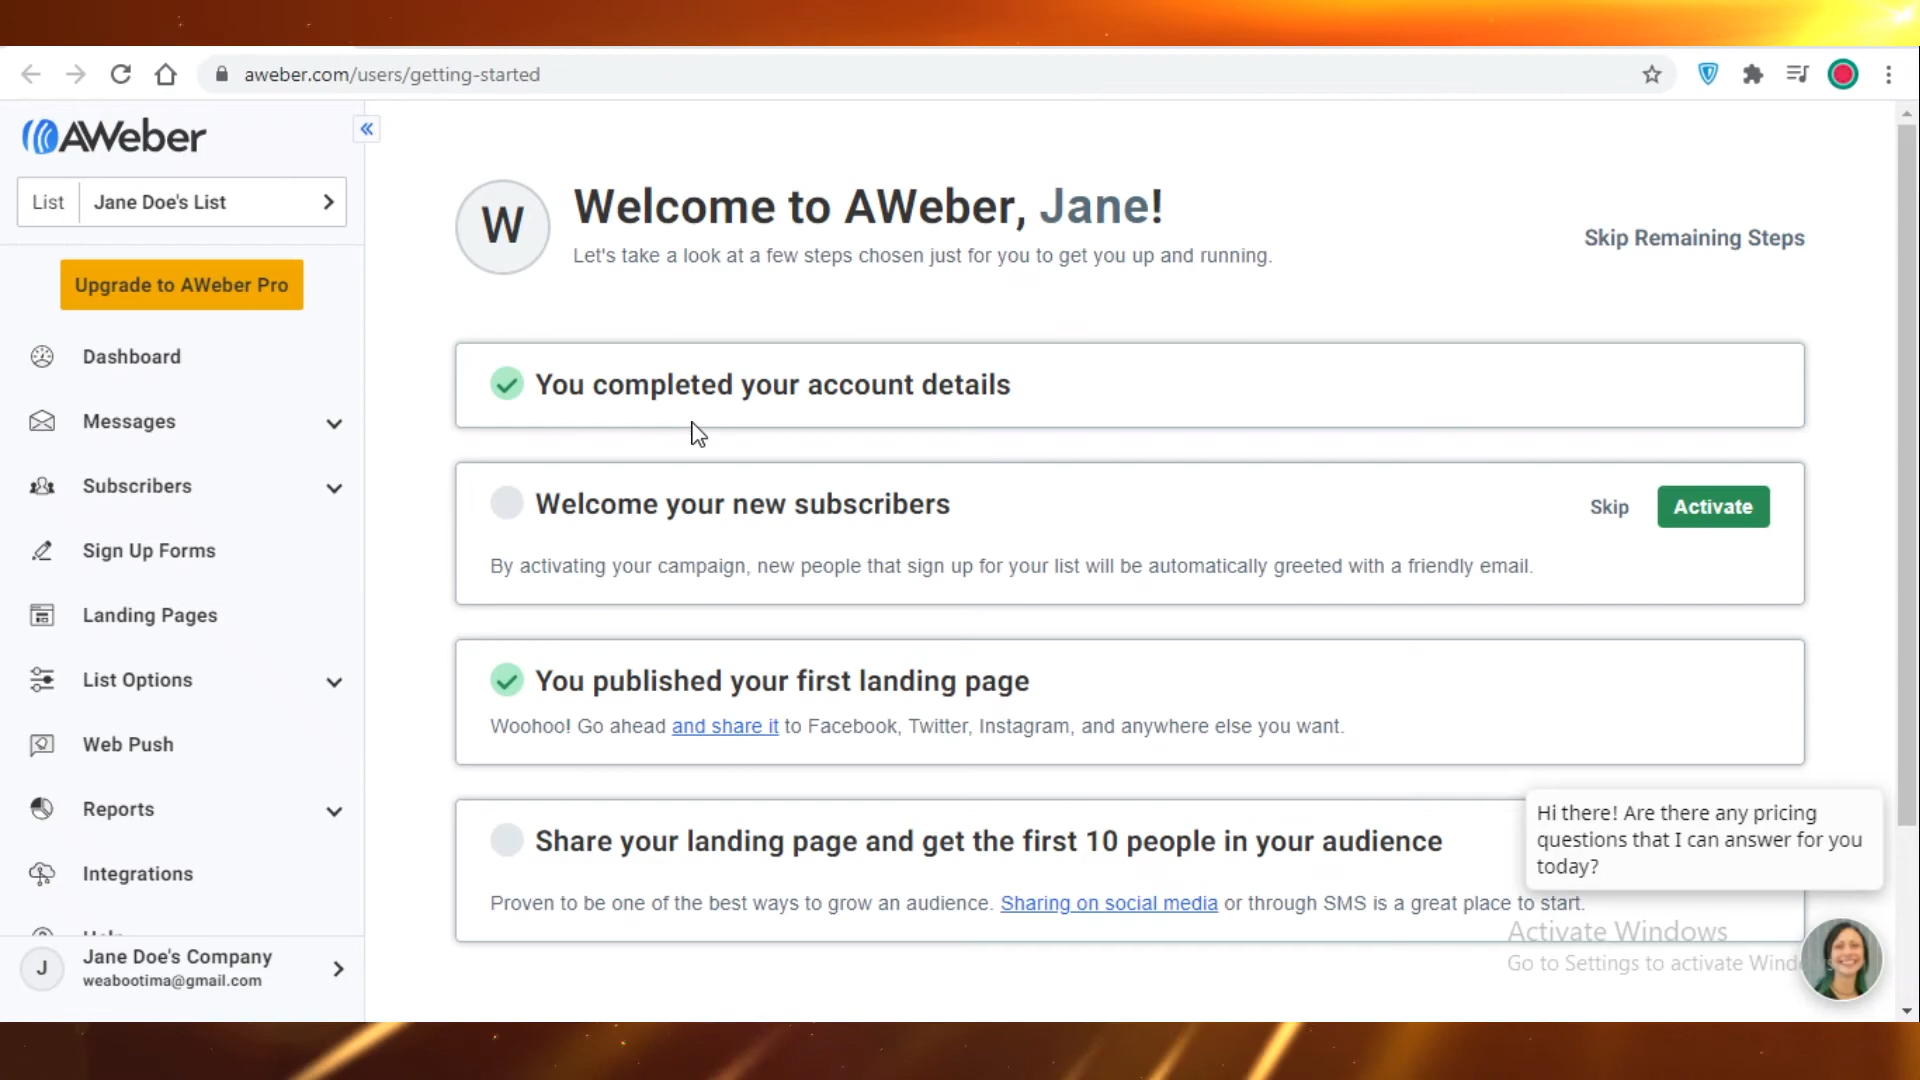 aweber.com/users/getting-started
AWeber
List Jane Doe's List
Upgrade to AWeber Pro
Dashboard
Messages
Subscribers
Sign Up Forms
Landing Pages
List Options
Web Push
Reports
Integrations
J
Jane Doe's Company
weabootima@gmail.com
W
Welcome to AWeber, Jane!
Let's take a look at a few steps chosen just for you to get you up and running.
Skip Remaining Steps
You completed your account details
Welcome your new subscribers
Skip
Activate
By activating your campaign, new people that sign up for your list will be automatically greeted with a friendly email.
You published your first landing page
Woohoo! Go ahead and share it to Facebook, Twitter, Instagram, and anywhere else you want.
Share your landing page and get the first 10 people in your audience
Proven to be one of the best ways to grow an audience. Sharing on social media or through SMS is a great place to start.
Hi there! Are there any pricing
questions that I can answer for you
today?
Activate Windows
Go to Settings to activate